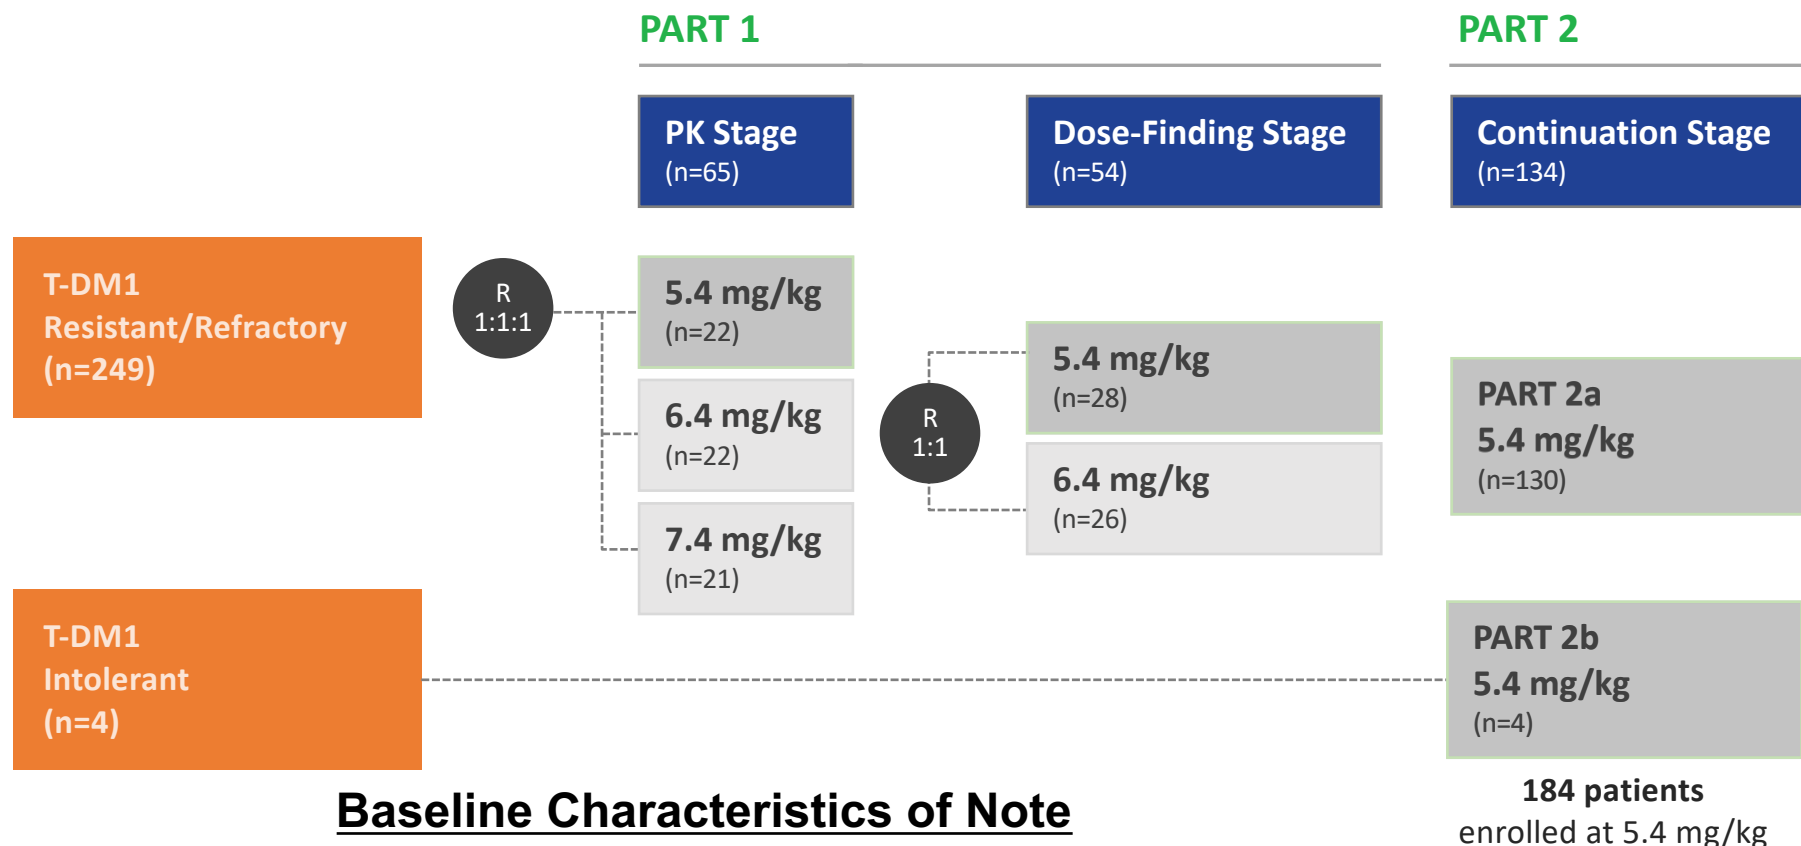 PART 1
PART 2
PK Stage
(n=65)
Dose-Finding Stage
(n=54)
Continuation Stage
(n=134)
T-DM1
Resistant/Refractory
(n=249)
R
1:1:1
5.4 mg/kg
(n=22)
6.4 mg/kg
(n=22)
7.4 mg/kg
(n=21)
R
1:1
5.4 mg/kg
(n=28)
6.4 mg/kg
(n=26)
PART 2a
5.4 mg/kg
(n=130)
T-DM1
Intolerant
(n=4)
PART 2b
5.4 mg/kg
(n=4)
184 patients
enrolled at 5.4 mg/kg
Baseline Characteristics of Note